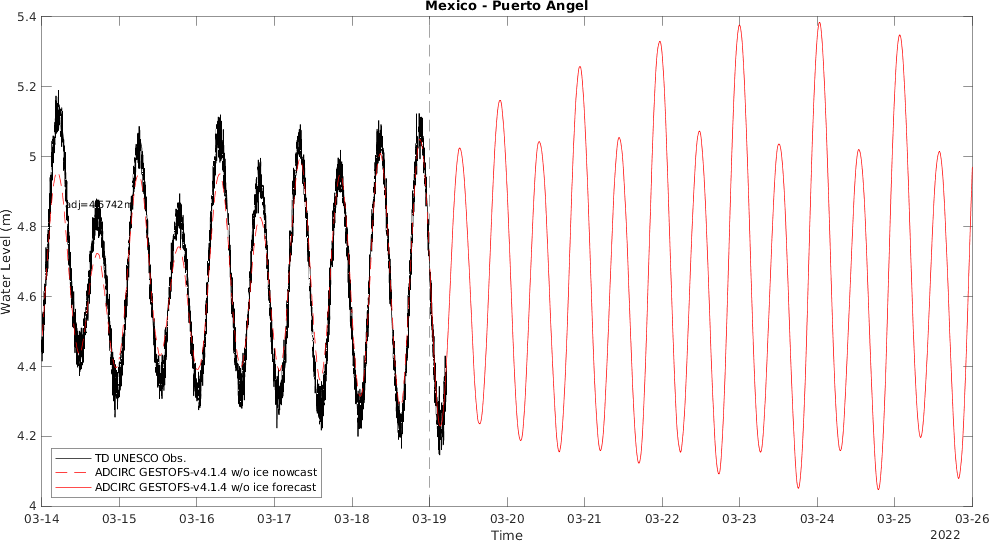 Mexico - Puerto Angel
5.4
5.2
5
4.8
4.6
4.4
4.2
4
Water Level (m)
TD UNESCO Obs.
ADCIRC GESTOFS-v4.1.4 w/o ice nowcast
ADCIRC GESTOFS-v4.1.4 w/o ice forecast
03-14 03-15 03-16 03-17 03-18 03-19 03-20 03-21 03-22 03-23 03-24 03-25 03-26
Time
2022